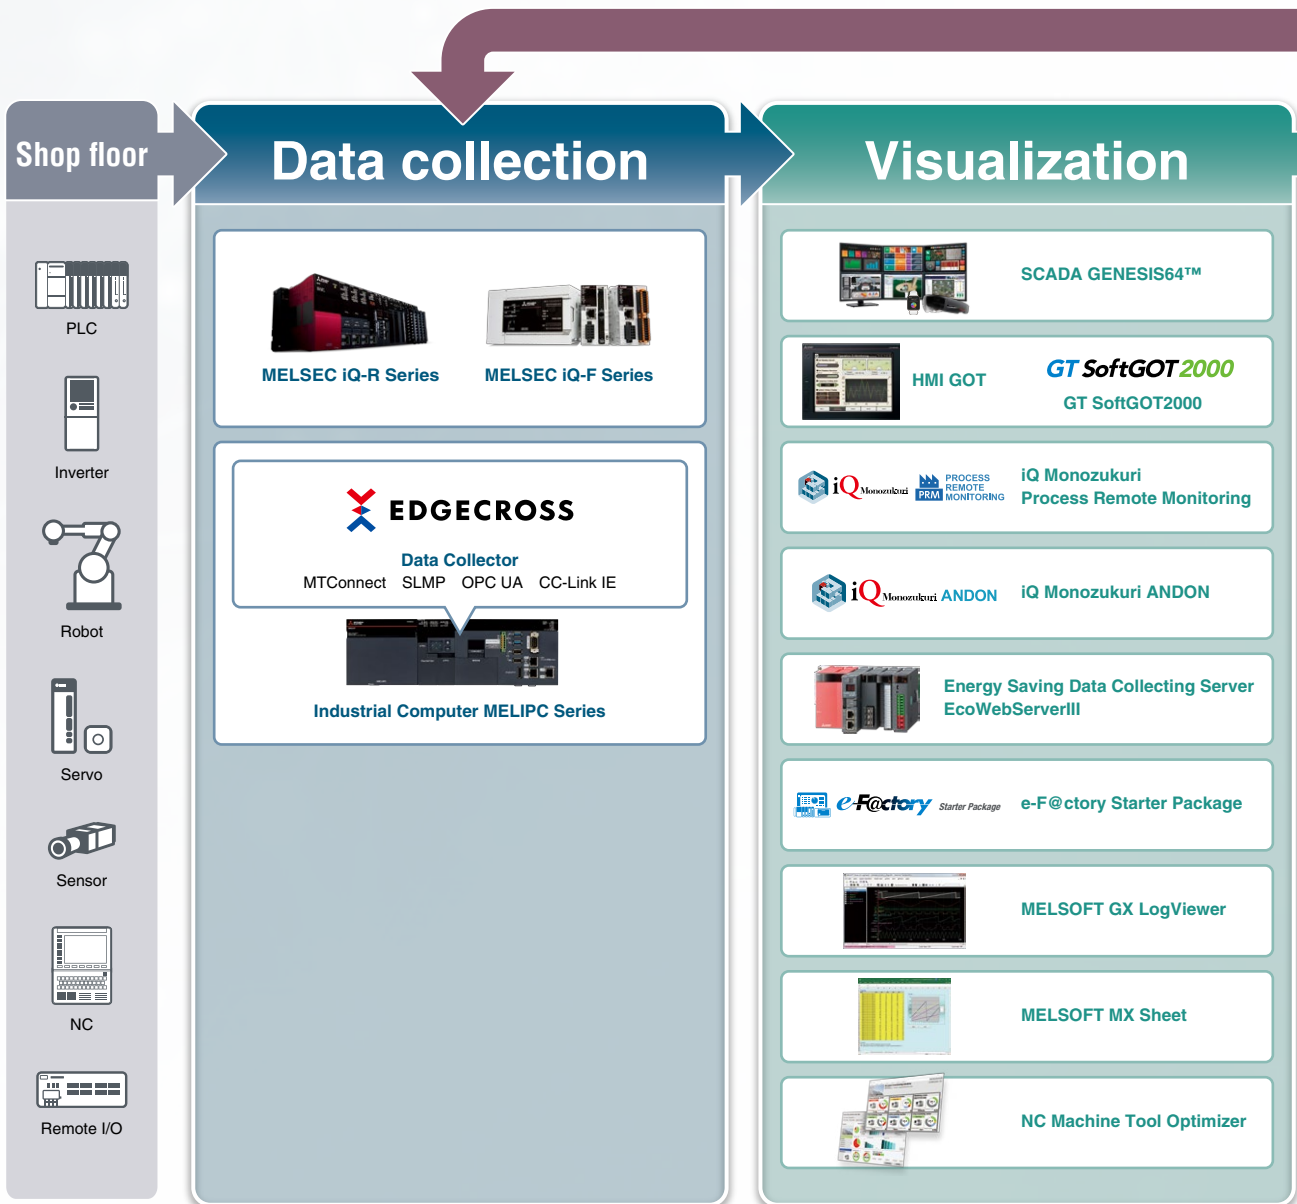 Shop floor
PLC
Inverter
Robot
Servo
Sensor
NC
Remote I/O
Data collection
MELSEC iQ-R Series
MELSEC iQ-F Series
EDGECROSS
Data Collector
MTConnect SLMP OPC UA CC-Link IE
Industrial Computer MELIPC Series
Visualization
SCADA GENESIS64™
HMI GOT
GT SoftGOT2000
GT SoftGOT2000
iQ Monozukuri
PRM
PROCESS
REMOTE
MONITORING
iQ Monozukuri
Process Remote Monitoring
iQ Monozukuri ANDON
iQ Monozukuri ANDON
Energy Saving Data Collecting Server
EcoWebServerIII
e-F@ctory Starter Package
e-F@ctory Starter Package
MELSOFT GX LogViewer
MELSOFT MX Sheet
NC Machine Tool Optimizer